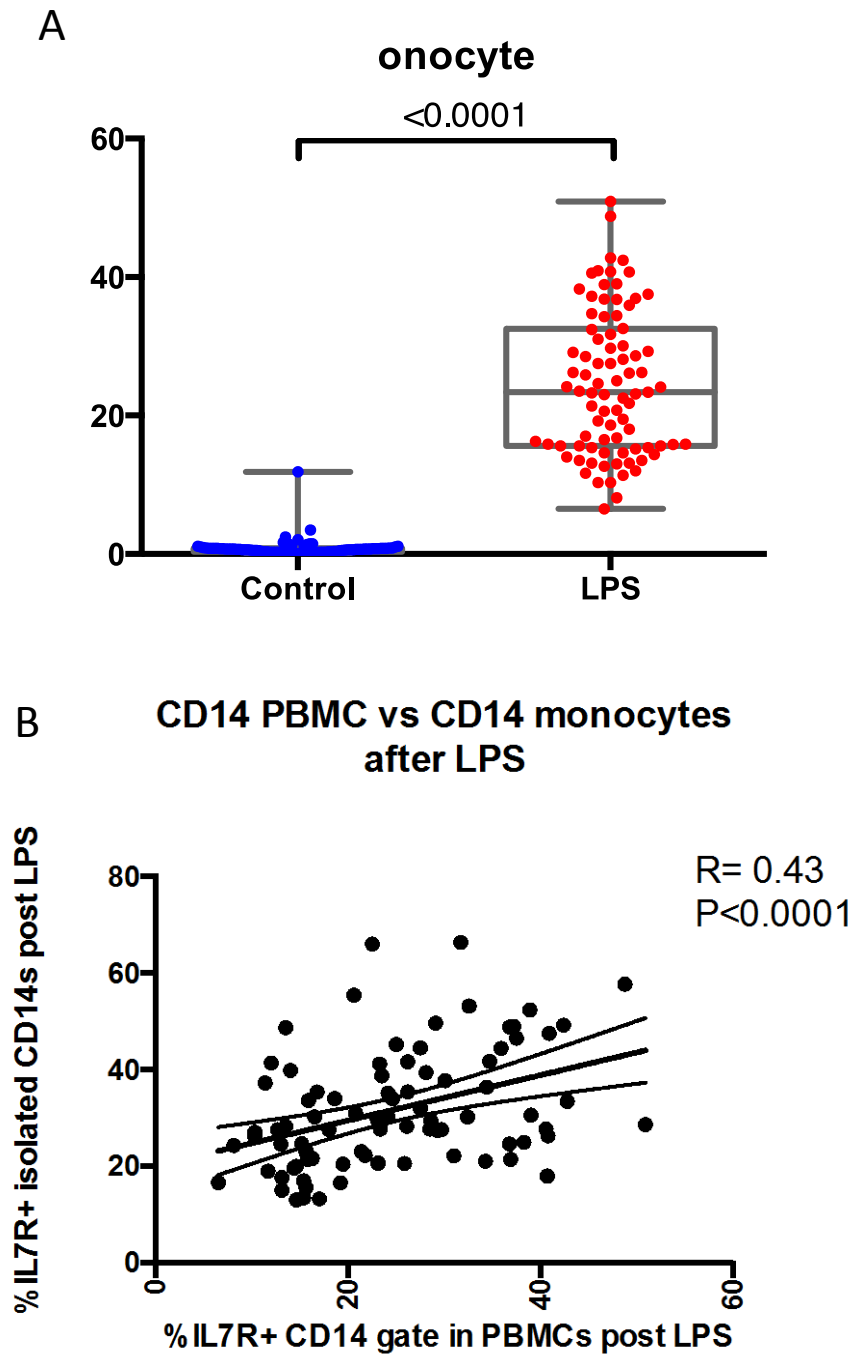 A
onocyte
<0.0001
60
40
20
0
Control
LPS
B
CD14 PBMC vs CD14 monocytes
after LPS
R= 0.43
P<0.0001
%IL7R+ isolated CD14s post LPS
80
60
40
20
0
0
20
40
60
%IL7R+ CD14 gate in PBMCs post LPS